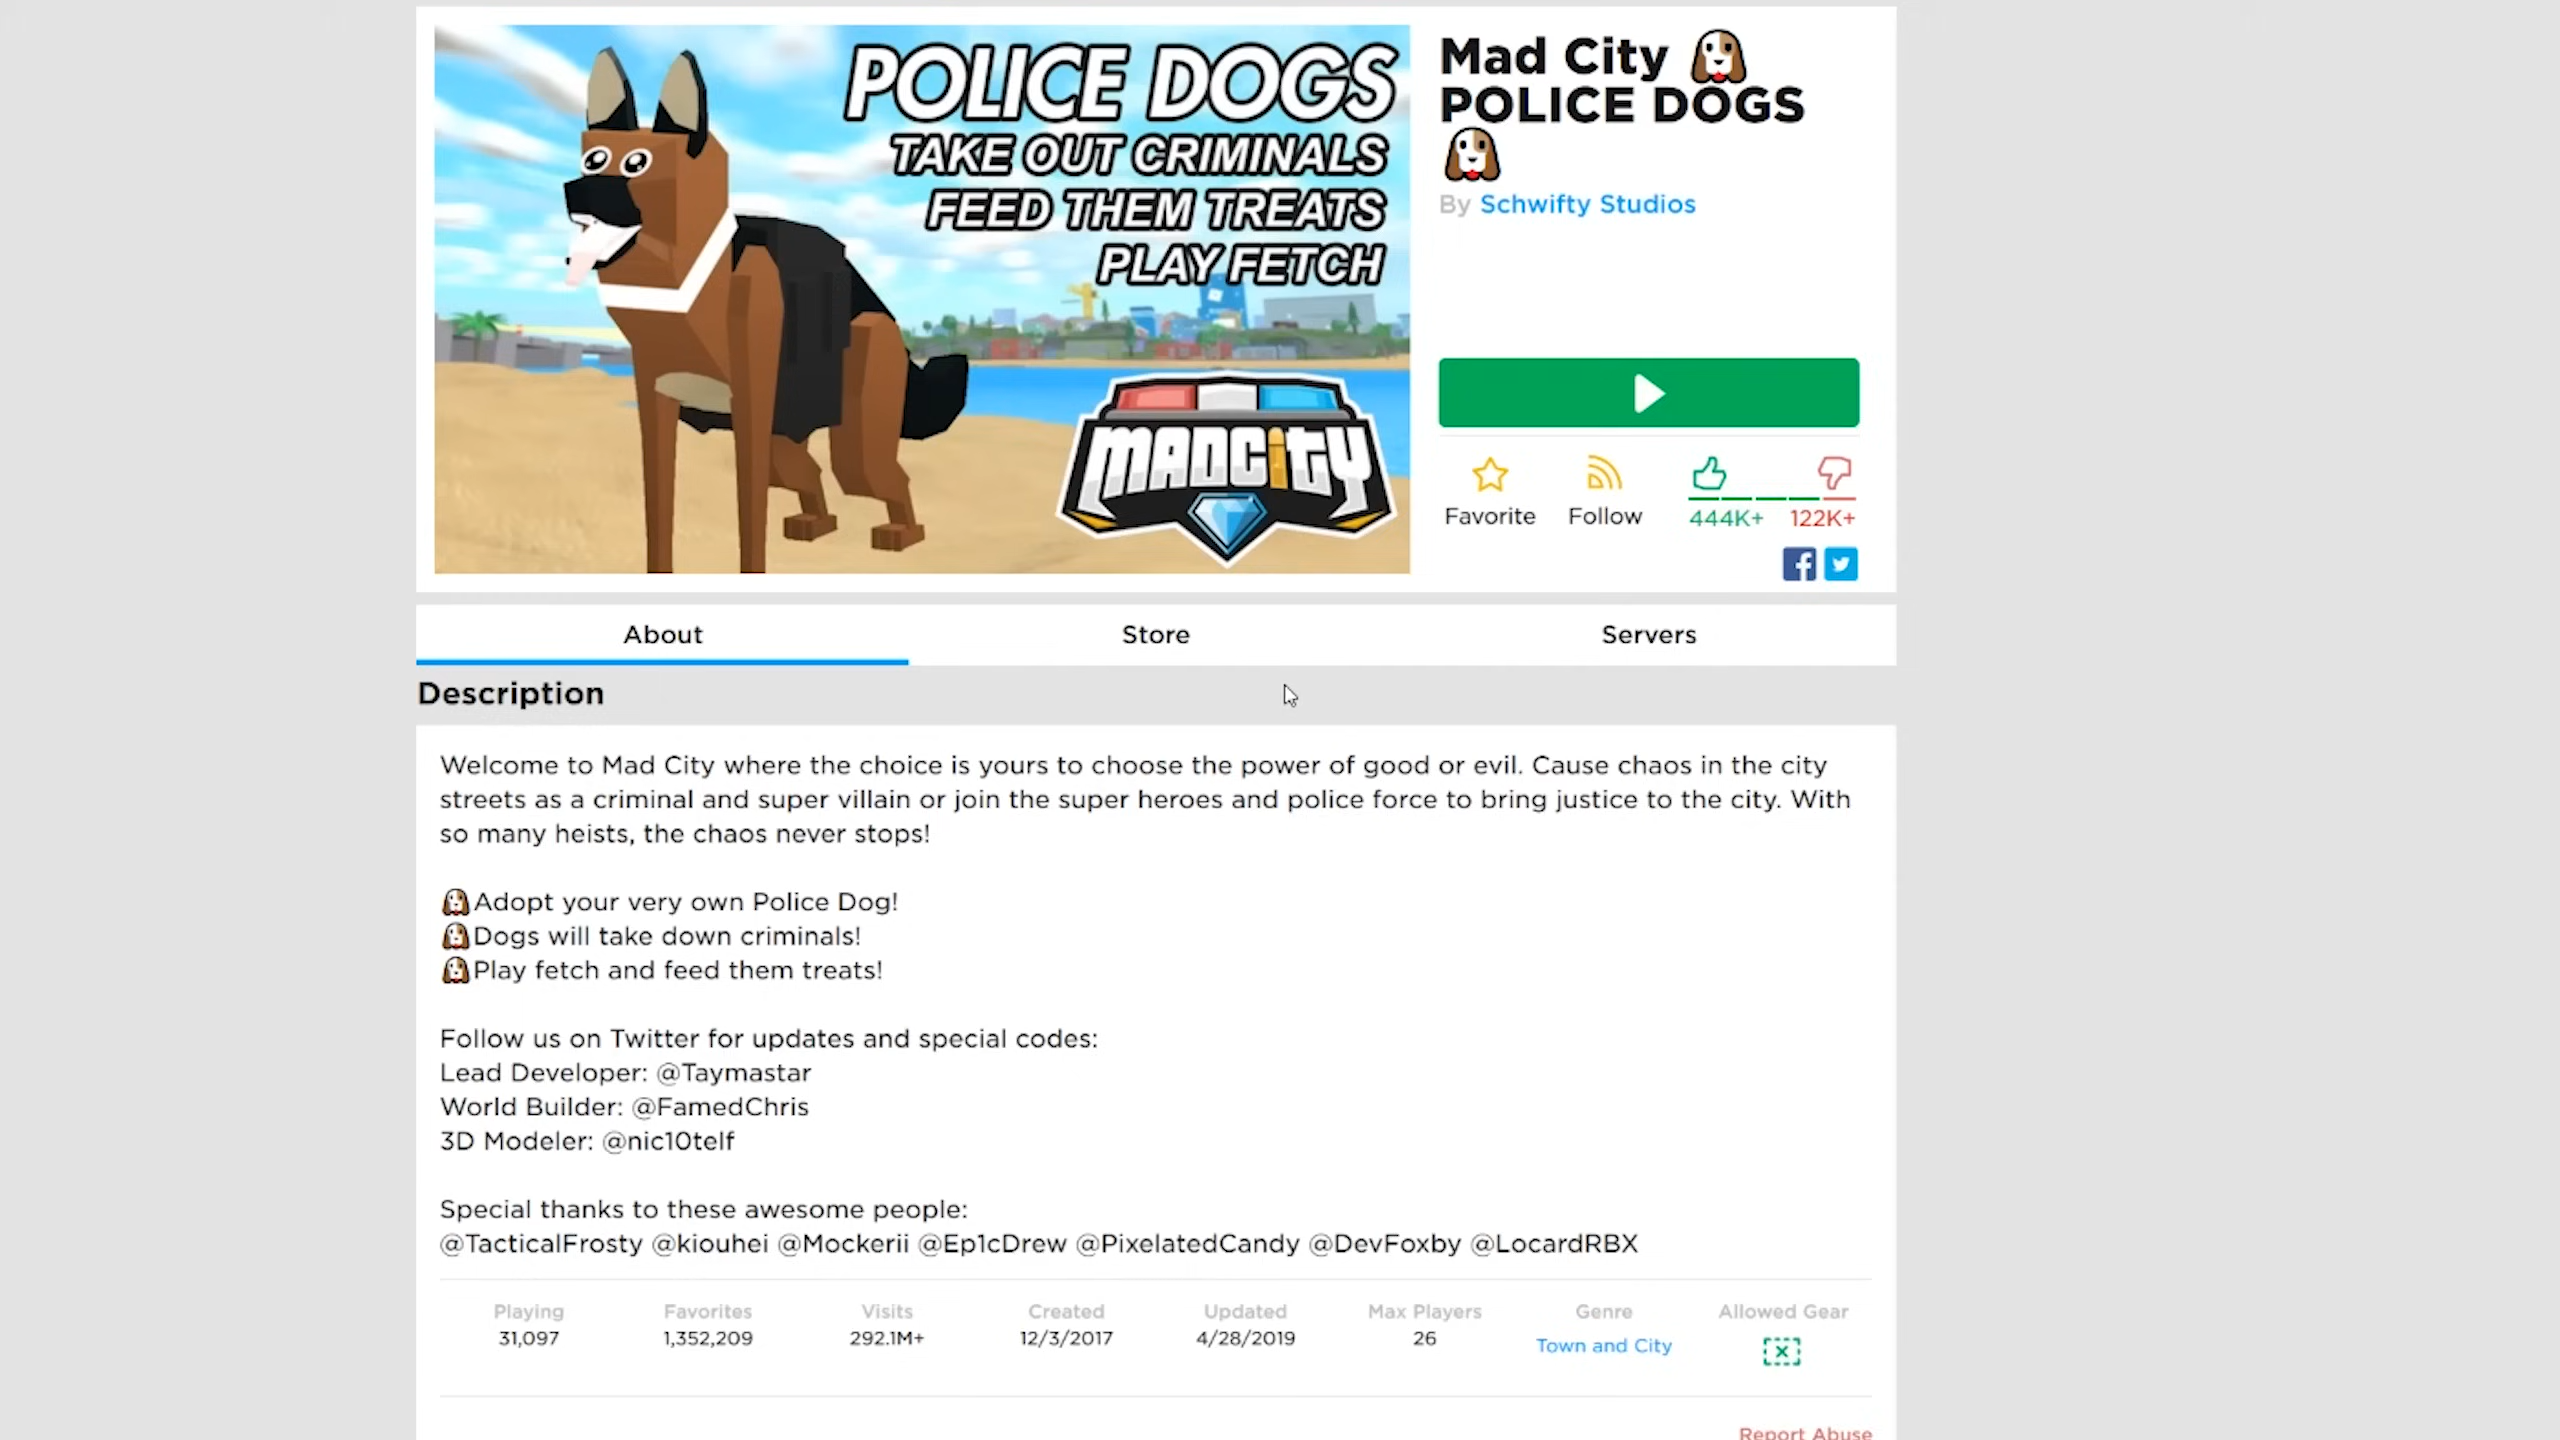 POLICE DOGS
TAKE OUT CRIMINALS
FEED THEM TREATS
PLAY FETCH
MADCITY
Mad City
POLICE DOGS
By Schwifty Studios
Favorite Follow 444K+ 122K+
About Store Servers
Description
Welcome to Mad City where the choice is yours to choose the power of good or evil. Cause chaos in the city
streets as a criminal and super villain or join the super heroes and police force to bring justice to the city. With
so many heists, the chaos never stops!
Adopt your very own Police Dog!
Dogs will take down criminals!
Play fetch and feed them treats!
Follow us on Twitter for updates and special codes:
Lead Developer: @Taymastar
World Builder: @FamedChris
3D Modeler: @nic10telf
Special thanks to these awesome people:
@TacticalFrosty @kiouhei @Mockerii @Ep1cDrew @PixelatedCandy @DevFoxby @LocardRBX
Playing Favorites Visits Created Updated Max Players Genre Allowed Gear
31,097 1,352,209 292.1M+ 12/3/2017 4/28/2019 26 Town and City
Report Abuse